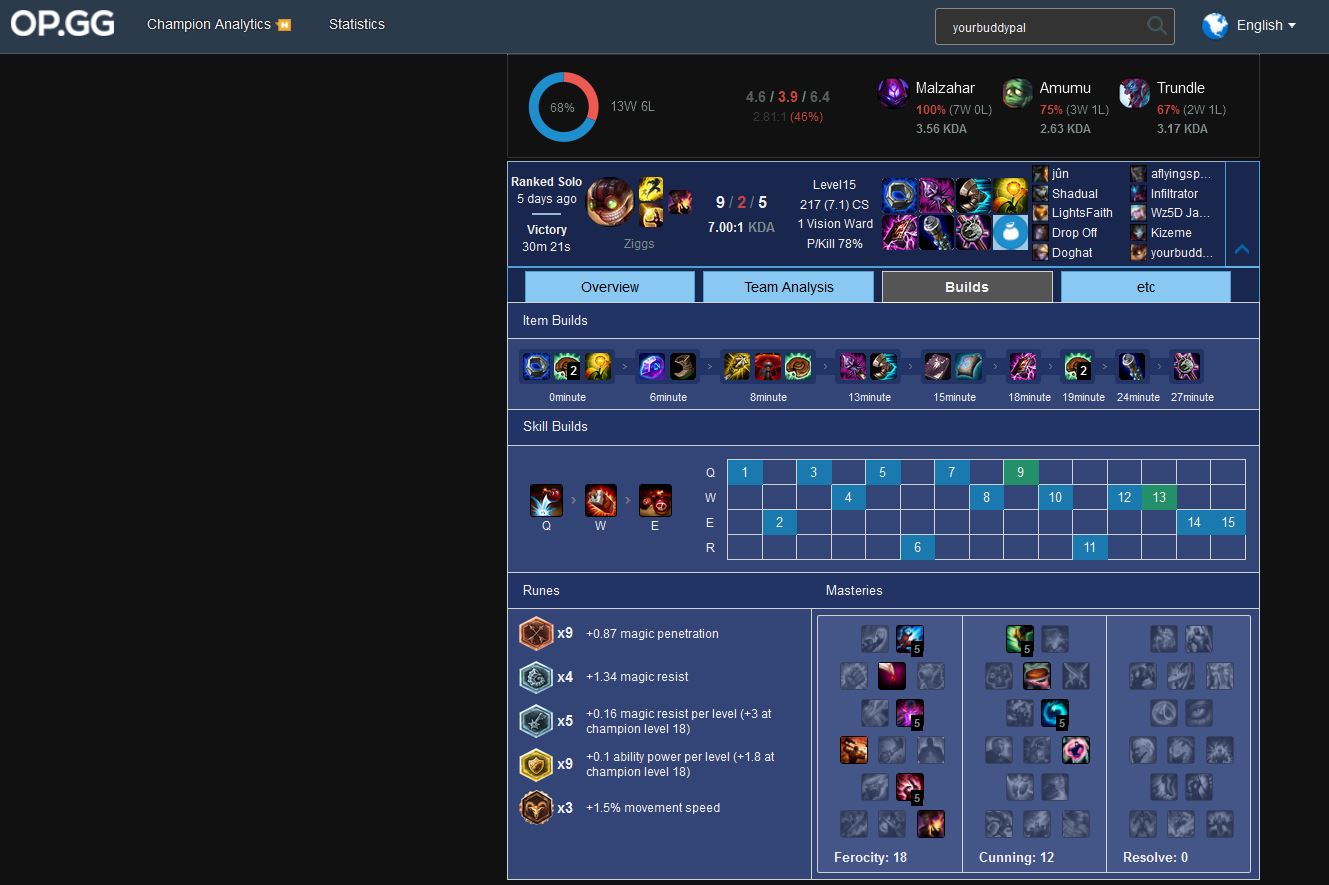 OP.GG Champion Analytics N Statistics yourbuddypal English
68% 13W 6L
4.6 / 3.9 / 6.4
2.81:1 (46%)
Malzahar
100% (7W 0L)
3.56 KDA
Amumu
75% (3W 1L)
2.63 KDA
Trundle
67% (2W 1L)
3.17 KDA
Ranked Solo
5 days ago
Victory
30m 21s
Ziggs
9 / 2 / 5
7.00:1 KDA
Level15
217 (7.1) CS
1 Vision Ward
P/Kill 78%
jûn
Shadual
LightsFaith
Drop Off
Doghat
aflyingsp...
Infiltrator
Wz5D Ja...
Kizeme
yourbudd...
Overview Team Analysis Builds etc
Item Builds
2 2
0minute 6minute 8minute 13minute 15minute 18minute 19minute 24minute 27minute
Skill Builds
Q W E
Q 1 3 5 7 9
W 4 8 10 12 13
E 2 14 15
R 6 11
Runes
x9 +0.87 magic penetration
x4 +1.34 magic resist
x5 +0.16 magic resist per level (+3 at
champion level 18)
x9 +0.1 ability power per level (+1.8 at
champion level 18)
x3 +1.5% movement speed
Masteries
5 5
5 5
5
Ferocity: 18 Cunning: 12 Resolve: 0